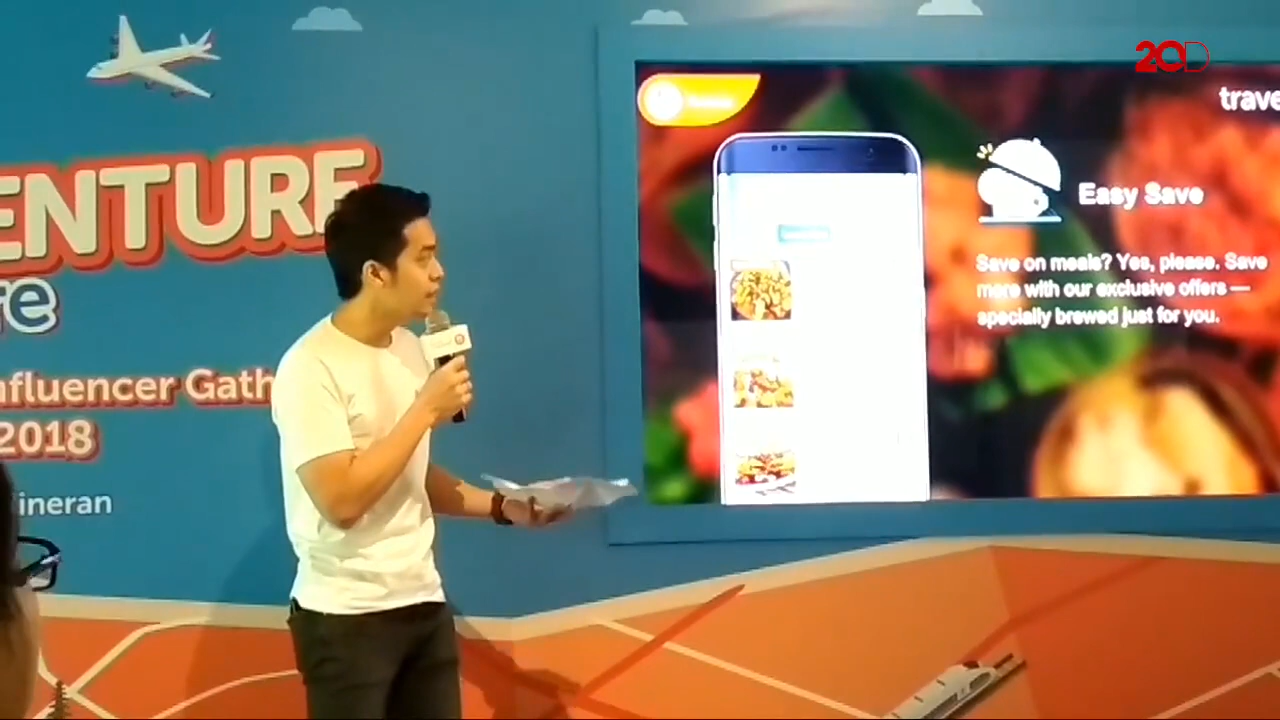 20D
trave
ENTURE
re
nfluencer Gath
2018
ineran
Easy Save
Save on meals? Yes, please. Save
more with our exclusive offers —
specially brewed just for you.